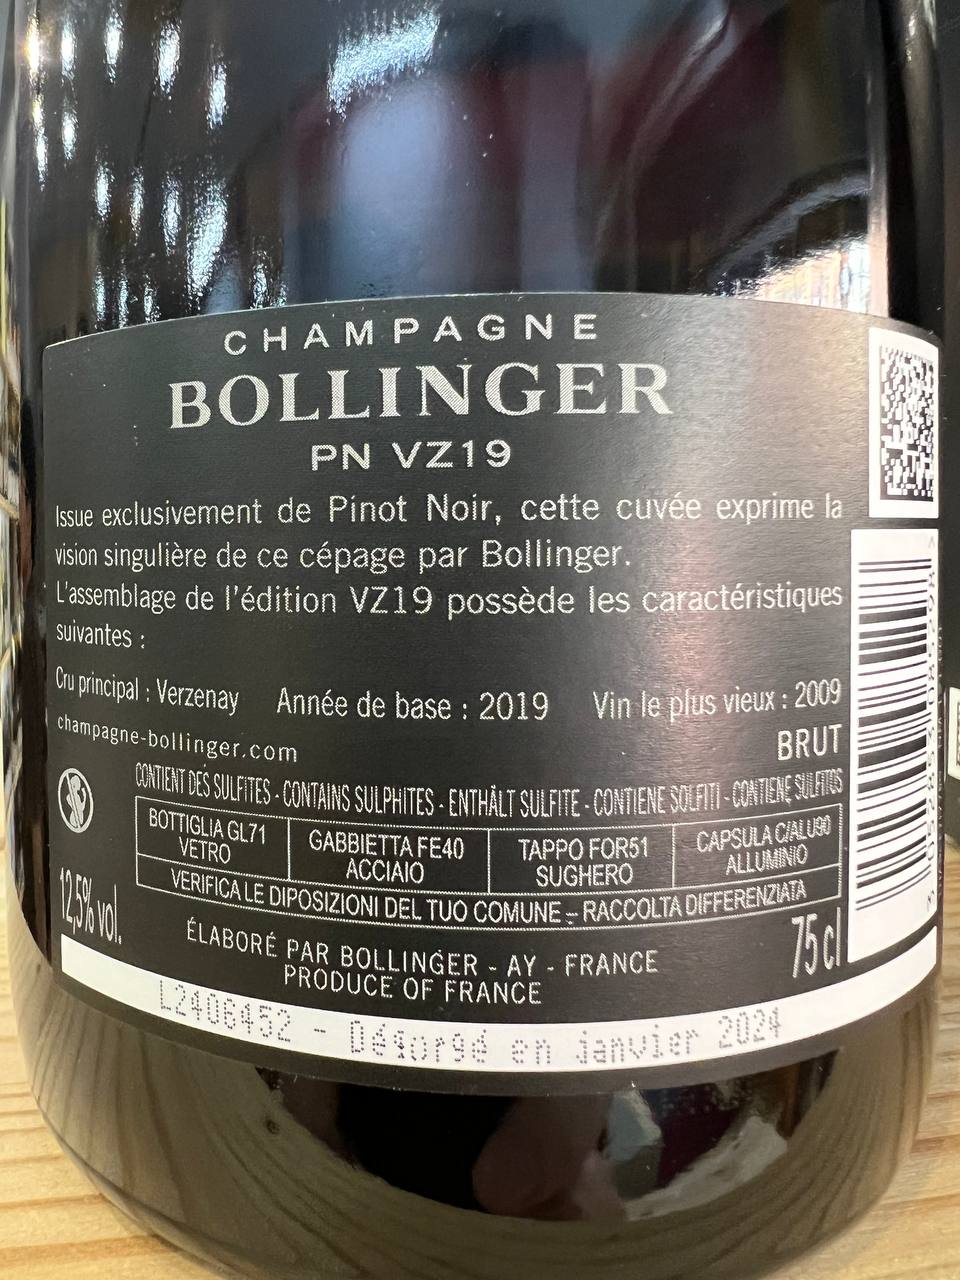 CHAMPAGNE
BOLLINGER
PN VZ19
Issue exclusivement de Pinot Noir, cette cuvée exprime la
vision singulière de ce cépage par Bollinger.
L'assemblage de l'édition VZ19 possède les caractéristiques
suivantes :
Cru principal : Verzenay Année de base : 2019 Vin le plus vieux : 2009
champagne-bollinger.com
BRUT
CONTIENT DES SULFITES - CONTAINS SULPHITES - ENTHÄLT SULFITE - CONTIENE SOLFITI - CONTIENE SULFITOS
BOTTIGLIA GL71
VETRO
GABBIETTA FE40
ACCIAIO
TAPPO FOR51
SUGHERO
CAPSULA C/ALU90
ALLUMINIO
VERIFICA LE DIPOSIZIONI DEL TUO COMUNE - RACCOLTA DIFFERENZIATA
12,5% vol.
ÉLABORÉ PAR BOLLINGER - AY - FRANCE
PRODUCE OF FRANCE
75 cl
L2406452 - Dégorgé en janvier 2024